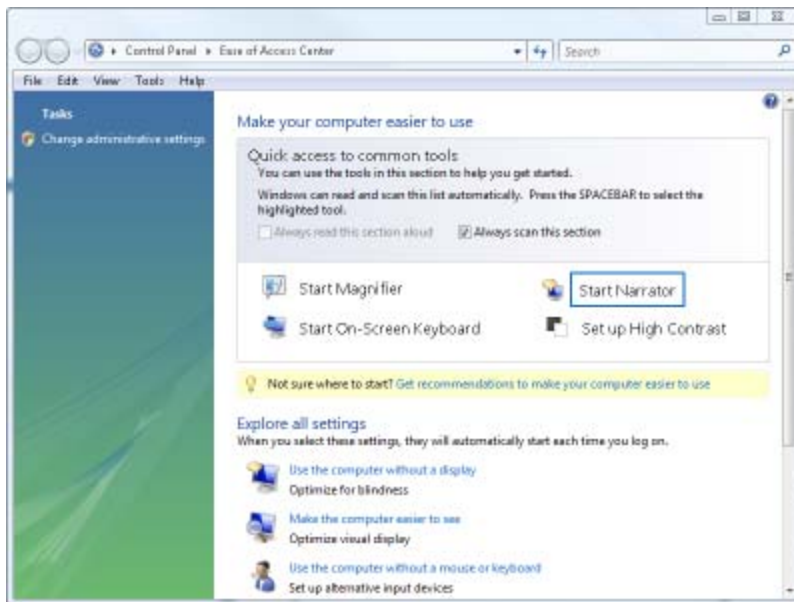 Control Panel Ease of Access Center Search
File Edit View Tools Help
Tasks
Change administrative settings
Make your computer easier to use
Quick access to common tools
You can use the tools in this section to help you get started.
Windows can read and scan this list automatically. Press the SPACEBAR to select the
highlighted tool.
Always read this section aloud Always scan this section
Start Magnifier Start Narrator
Start On-Screen Keyboard Set up High Contrast
Not sure where to start? Get recommendations to make your computer easier to use
Explore all settings
When you select these settings, they will automatically start each time you log on.
Use the computer without a display
Optimize for blindness
Make the computer easier to see
Optimize visual display
Use the computer without a mouse or keyboard
Set up alternative input devices